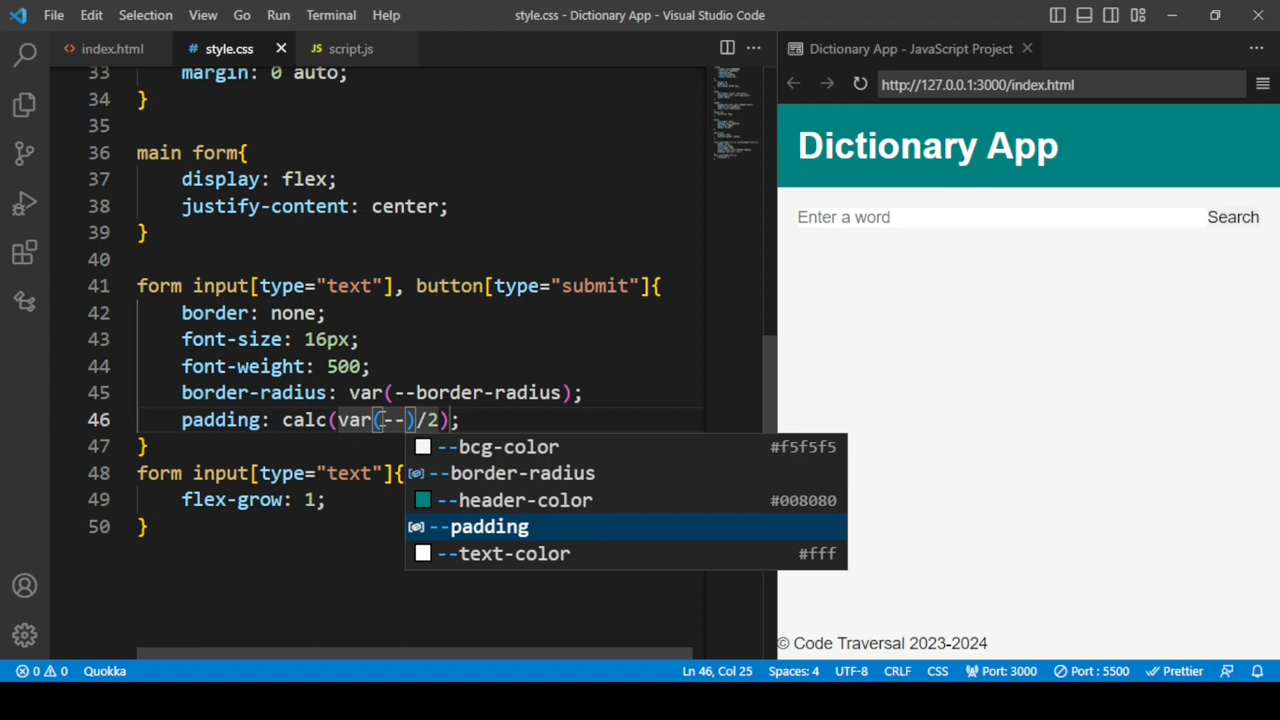 File Edit Selection View Go Run Terminal Help
style.css - Dictionary App - Visual Studio Code
<> index.html
# style.css
JS script.js
Dictionary App - JavaScript Project
http://127.0.0.1:3000/index.html
33 margin: 0 auto;
34 }
35
36 main form{
37 display: flex;
38 justify-content: center;
39 }
40
41 form input[type="text"], button[type="submit"]{
42 border: none;
43 font-size: 16px;
44 font-weight: 500;
45 border-radius: var(--border-radius);
46 padding: calc(var(--)/2);
47 }
48 form input[type="text"]{
49 flex-grow: 1;
50 }
--bcg-color #f5f5f5
--border-radius
--header-color #008080
--padding
--text-color #fff
Dictionary App
Enter a word Search
© Code Traversal 2023-2024
0 0 Quokka Ln 46, Col 25 Spaces: 4 UTF-8 CRLF CSS Port: 3000 Port : 5500 Prettier